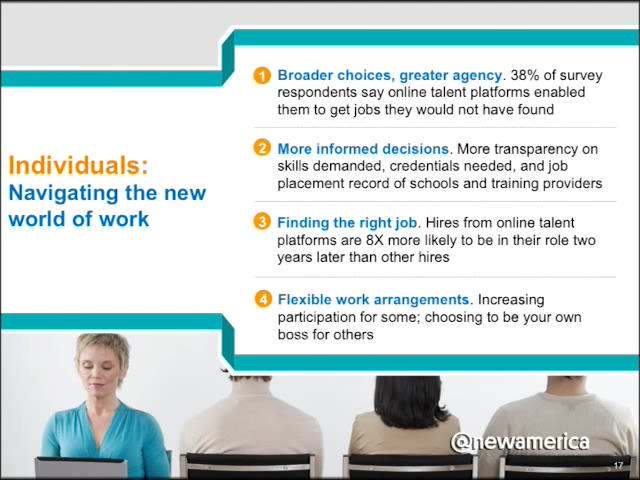 Individuals:
Navigating the new
world of work
1 Broader choices, greater agency. 38% of survey
respondents say online talent platforms enabled
them to get jobs they would not have found
2 More informed decisions. More transparency on
skills demanded, credentials needed, and job
placement record of schools and training providers
3 Finding the right job. Hires from online talent
platforms are 8X more likely to be in their role two
years later than other hires
4 Flexible work arrangements. Increasing
participation for some; choosing to be your own
boss for others
@newamerica
17